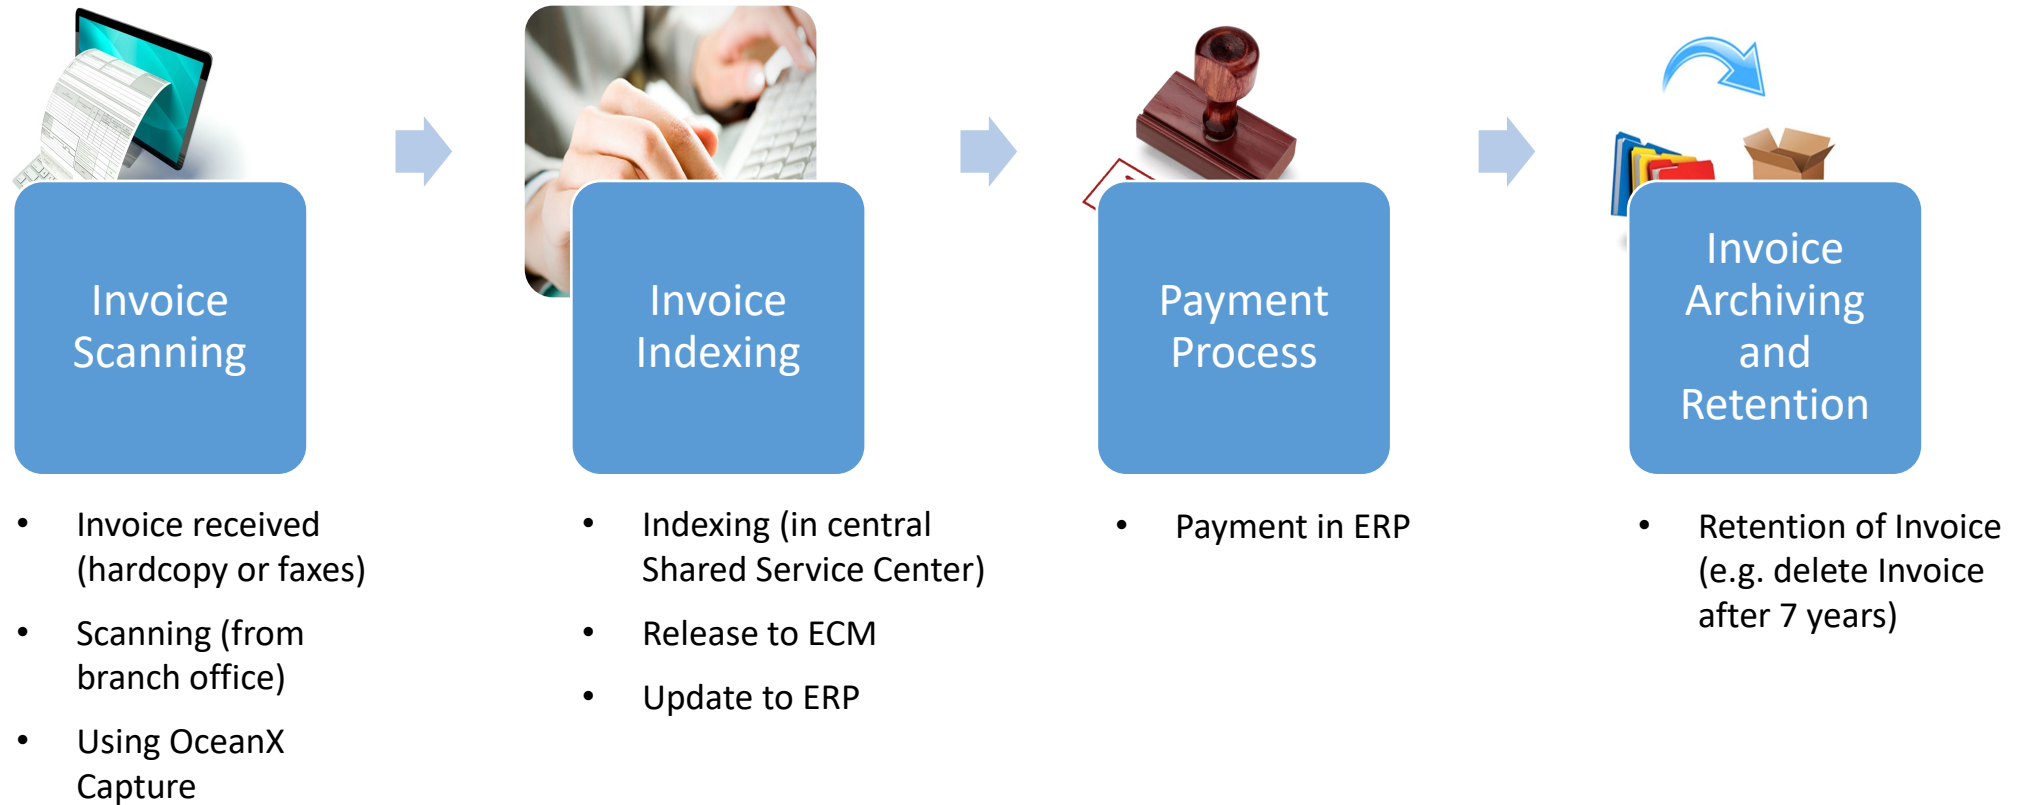 Invoice
Scanning
Invoice
Indexing
Payment
Process
Invoice
Archiving
and
Retention
• Invoice received
(hardcopy or faxes)
• Scanning (from
branch office)
• Using OceanX
Capture
• Indexing (in central
Shared Service Center)
• Release to ECM
• Update to ERP
• Payment in ERP
• Retention of Invoice
(e.g. delete Invoice
after 7 years)